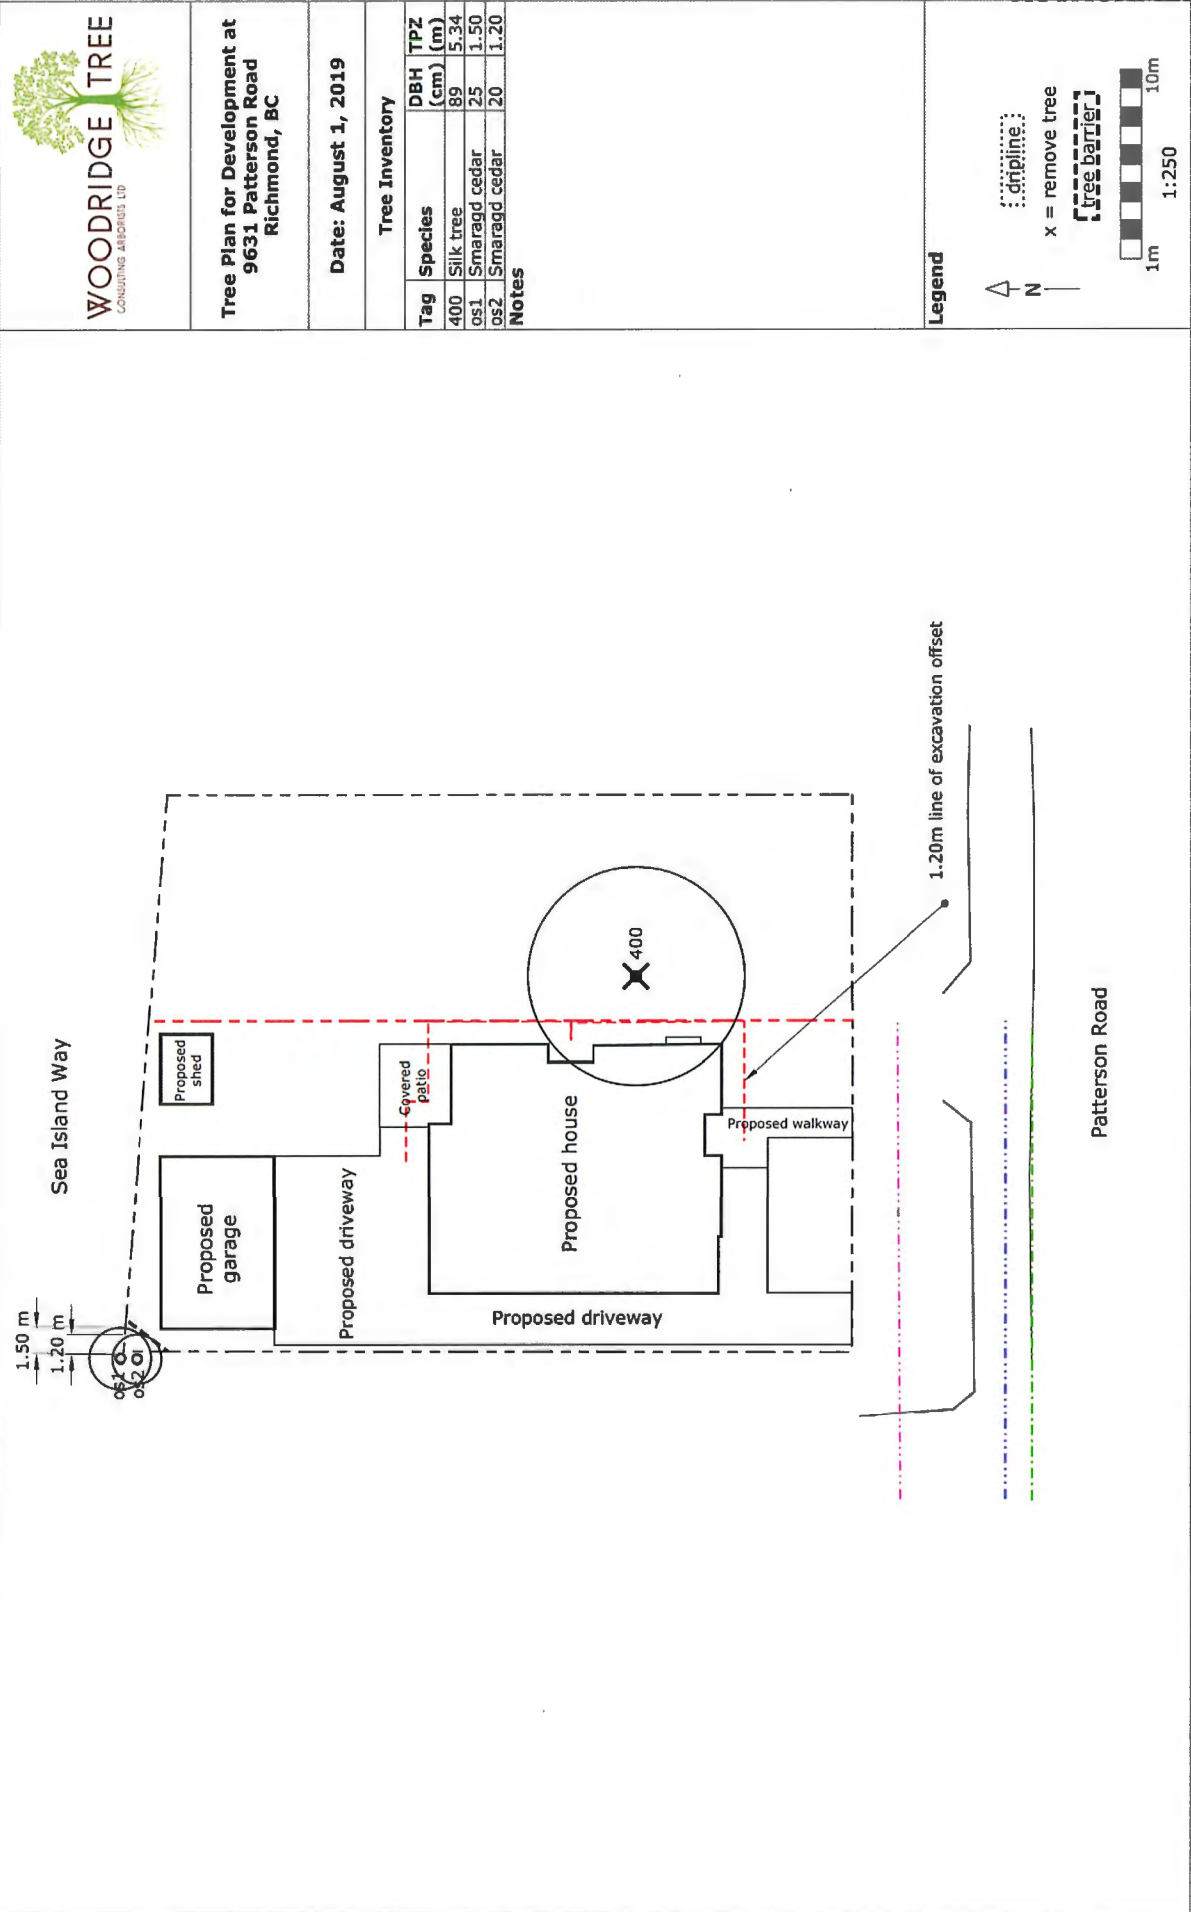 WOODRIDGE TREE
CONSULTING ARBORISTS LTD
Tree Plan for Development at
9631 Patterson Road
Richmond, BC
Date: August 1, 2019
Tree Inventory
Tag Species DBH (cm) TPZ (m)
400 Silk tree 89 5.34
os1 Smaragd cedar 25 1.50
os2 Smaragd cedar 20 1.20
Notes
Legend
N
dripline
x = remove tree
tree barrier
1m 10m
1:250
Sea Island Way
1.50 m
1.20 m
os1
os2
Proposed
garage
Proposed
shed
Proposed driveway
Covered
patio
Proposed house
Proposed driveway
400
Proposed walkway
1.20m line of excavation offset
Patterson Road